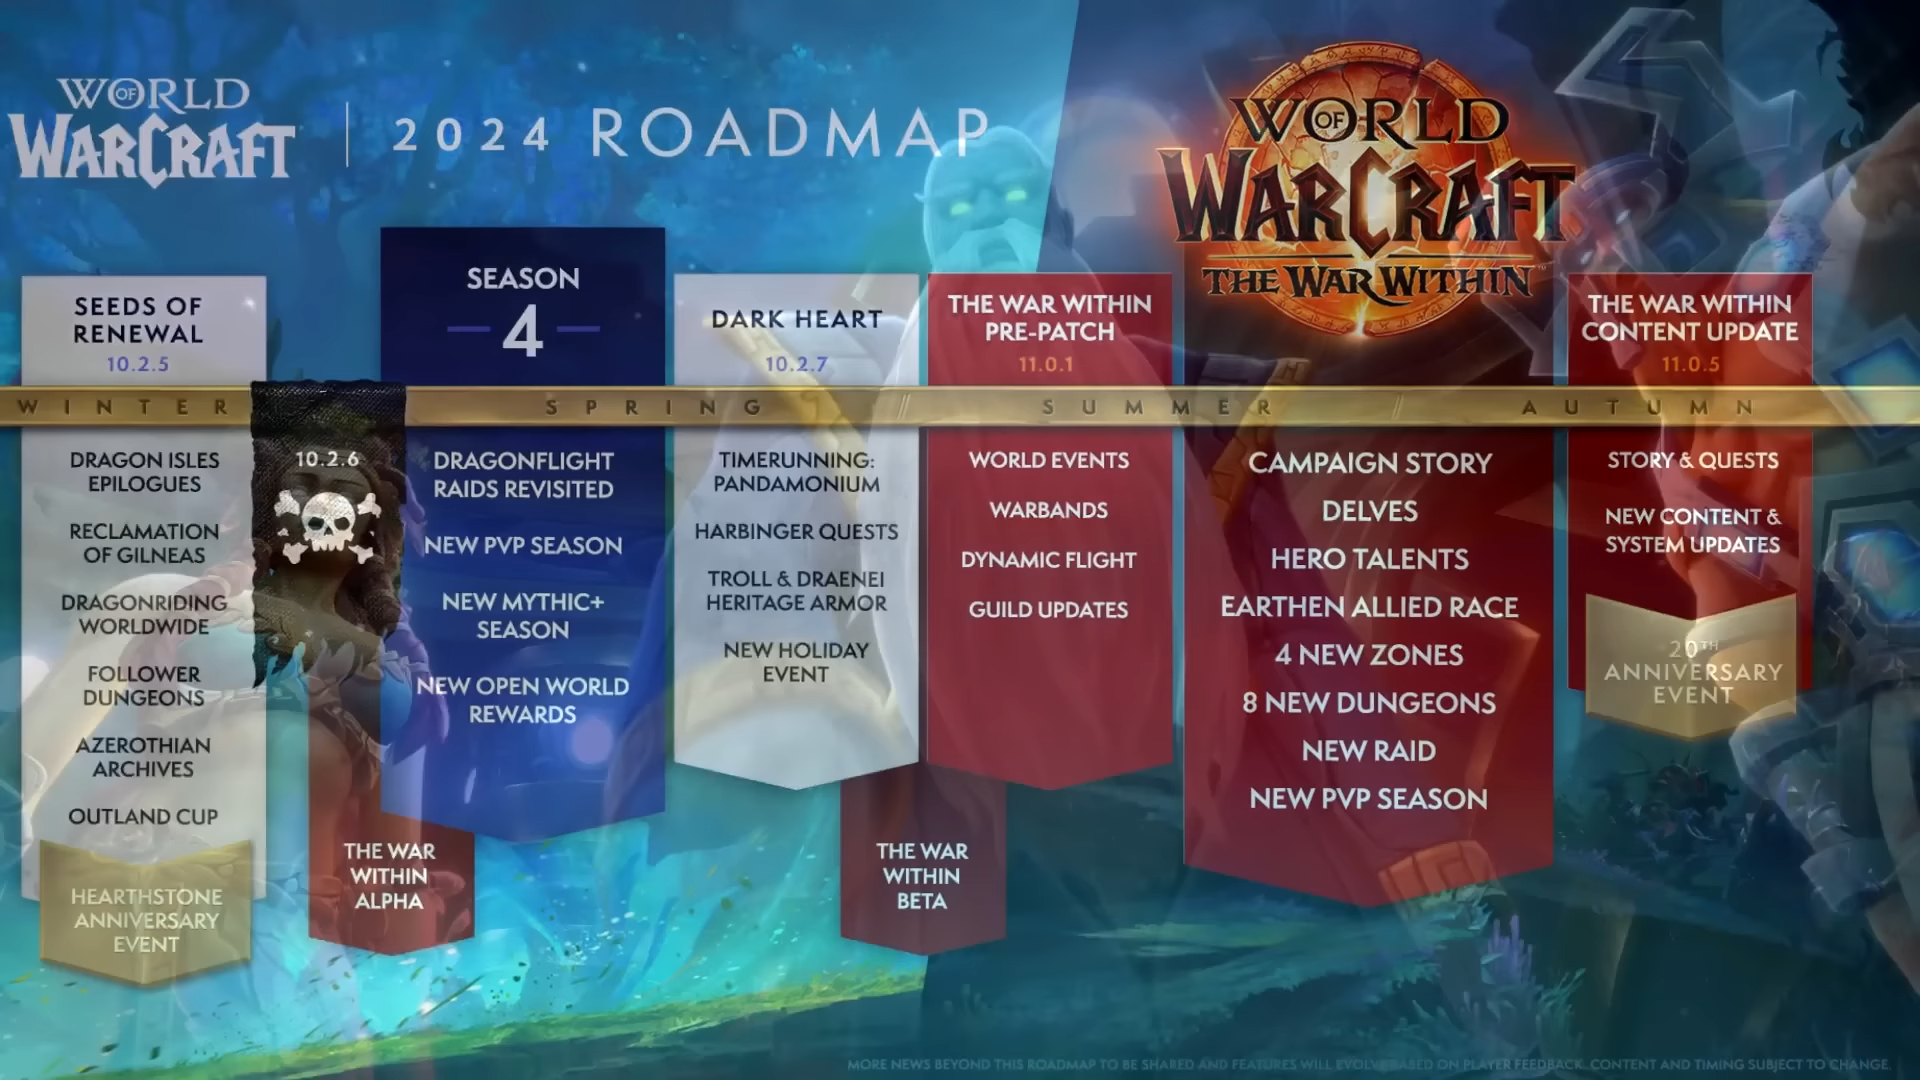 WORLD OF WARCRAFT
2024 ROADMAP
WORLD OF WARCRAFT
THE WAR WITHIN
SEEDS OF
RENEWAL
10.2.5
SEASON
4
DARK HEART
10.2.7
THE WAR WITHIN
PRE-PATCH
11.0.1
THE WAR WITHIN
CONTENT UPDATE
11.0.5
WINTER
SPRING
SUMMER
AUTUMN
DRAGON ISLES
EPILOGUES
RECLAMATION
OF GILNEAS
DRAGONRIDING
WORLDWIDE
FOLLOWER
DUNGEONS
AZEROTHIAN
ARCHIVES
OUTLAND CUP
HEARTHSTONE
ANNIVERSARY
EVENT
10.2.6
THE WAR
WITHIN
ALPHA
DRAGONFLIGHT
RAIDS REVISITED
NEW PVP SEASON
NEW MYTHIC+
SEASON
NEW OPEN WORLD
REWARDS
TIMERUNNING:
PANDAMONIUM
HARBINGER QUESTS
TROLL & DRAENEI
HERITAGE ARMOR
NEW HOLIDAY
EVENT
THE WAR
WITHIN
BETA
WORLD EVENTS
WARBANDS
DYNAMIC FLIGHT
GUILD UPDATES
CAMPAIGN STORY
DELVES
HERO TALENTS
EARTHEN ALLIED RACE
4 NEW ZONES
8 NEW DUNGEONS
NEW RAID
NEW PVP SEASON
STORY & QUESTS
NEW CONTENT &
SYSTEM UPDATES
20TH
ANNIVERSARY
EVENT
MORE NEWS BEYOND THIS ROADMAP TO BE SHARED AND FEATURES WILL EVOLVE BASED ON PLAYER FEEDBACK. CONTENT AND TIMING SUBJECT TO CHANGE.